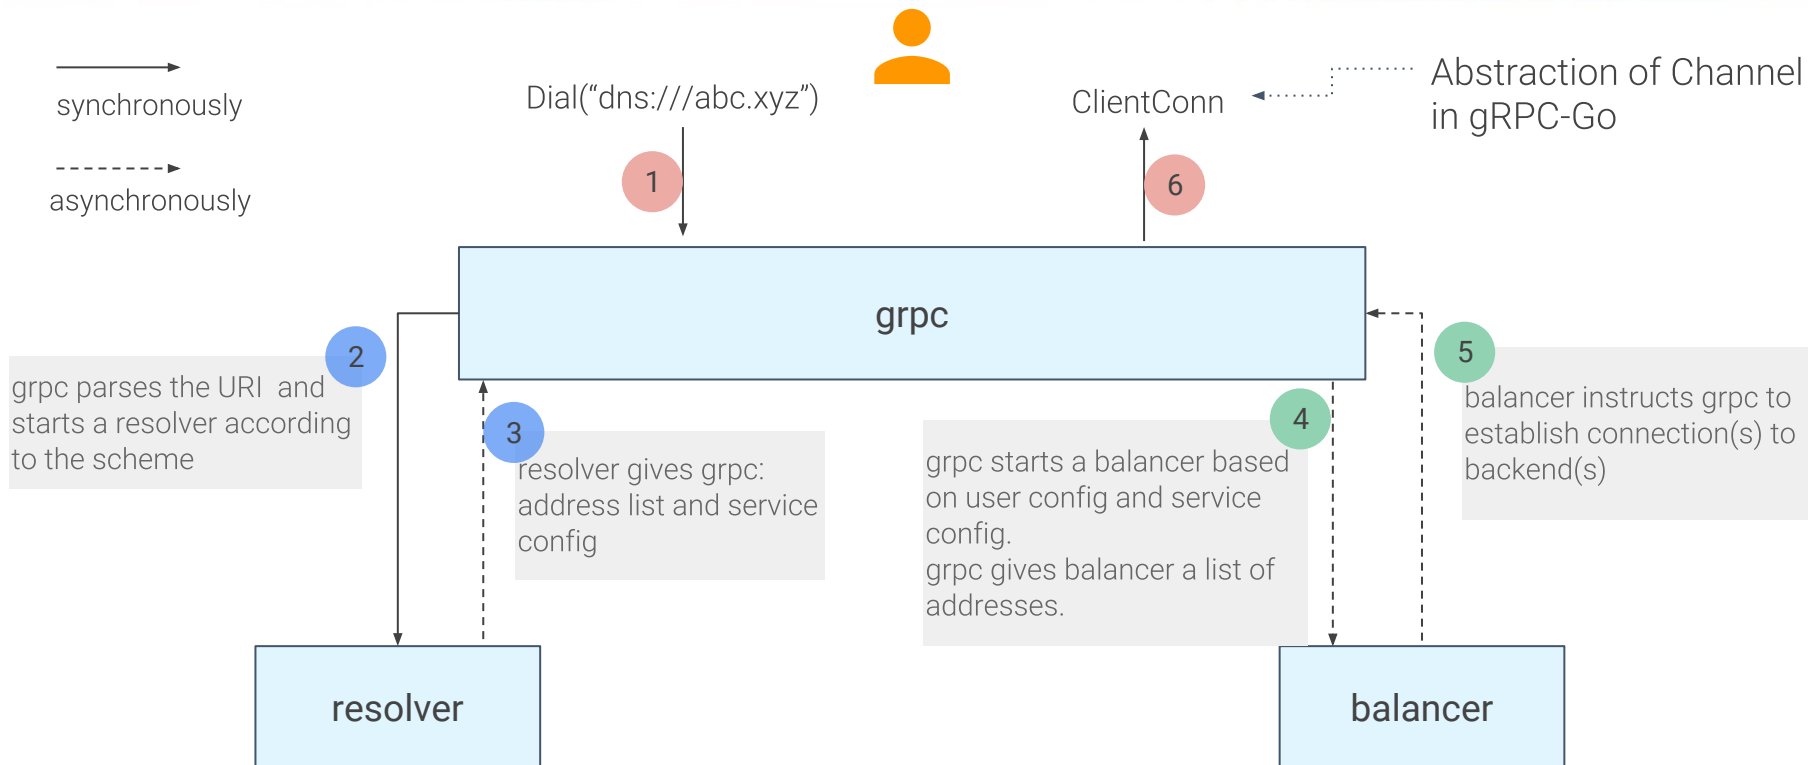 synchronously
asynchronously
Dial(“dns:///abc.xyz”)
ClientConn
Abstraction of Channel
in gRPC-Go
1
6
grpc
2
grpc parses the URI  and
starts a resolver according
to the scheme
3
resolver gives grpc:
address list and service
config
4
grpc starts a balancer based
on user config and service
config.
grpc gives balancer a list of
addresses.
5
balancer instructs grpc to
establish connection(s) to
backend(s)
resolver
balancer